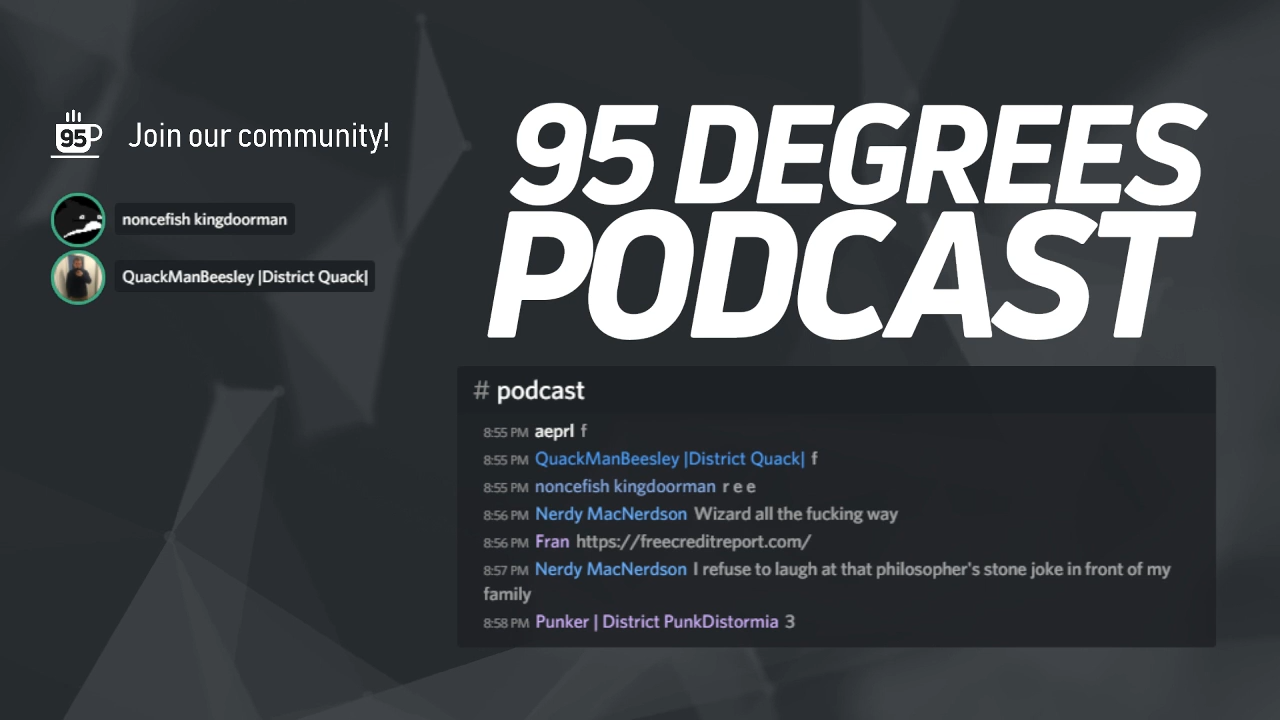 95
Join our community!
noncefish kingdoorman
QuackManBeesley |District Quack|
95 DEGREES
PODCAST
# podcast
8:55 PM aeprl f
8:55 PM QuackManBeesley |District Quack| f
8:55 PM noncefish kingdoorman r e e
8:56 PM Nerdy MacNerdson Wizard all the fucking way
8:56 PM Fran https://freecreditreport.com/
8:57 PM Nerdy MacNerdson I refuse to laugh at that philosopher's stone joke in front of my
family
8:58 PM Punker | District PunkDistormia 3